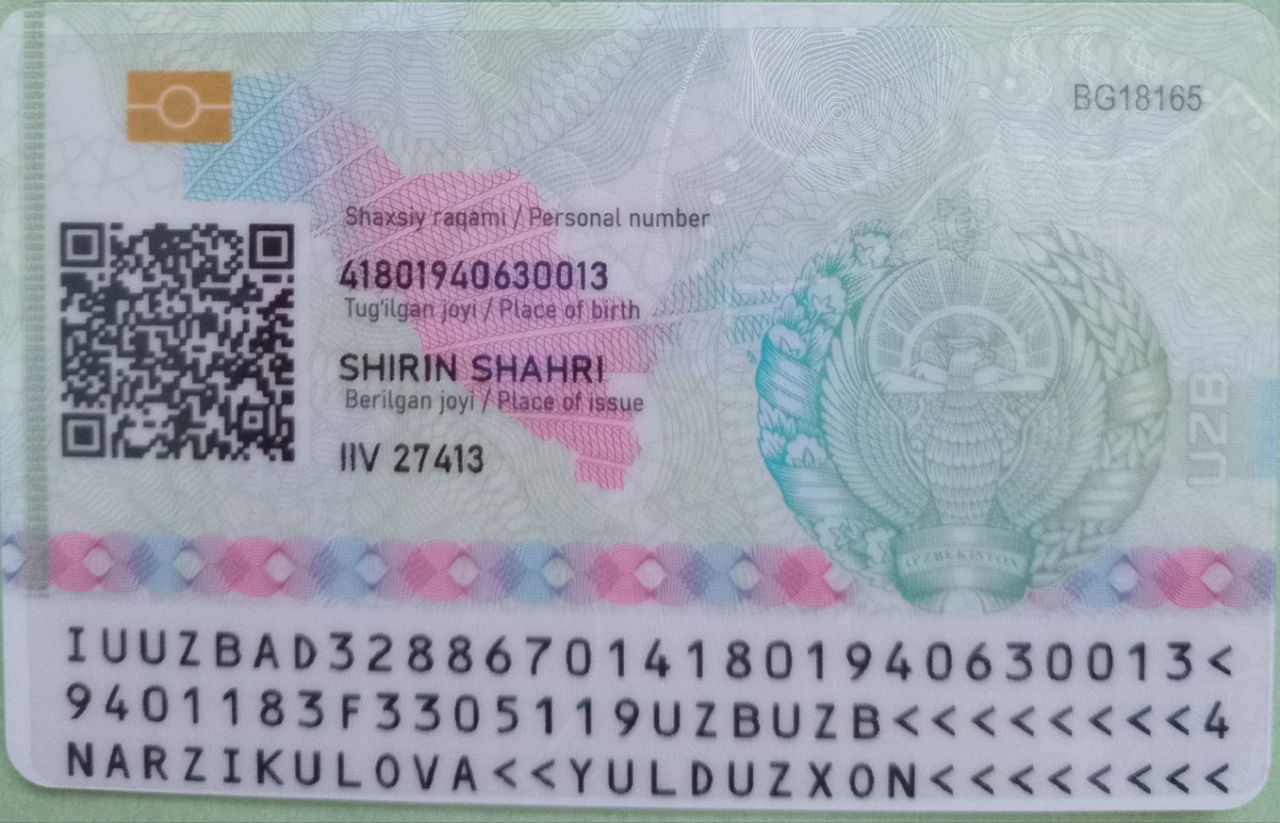 BG18165
Shaxsiy raqami / Personal number
41801940630013
Tug'ilgan joyi / Place of birth
SHIRIN SHAHRI
Berilgan joyi / Place of issue
IIV 27413
UZB
O'ZBEKISTON
IUUZBAD3288670141801940630013<
9401183F3305119UZBUZB<<<<<<<<4
NARZIKULOVA<<YULDUZXON<<<<<<<<